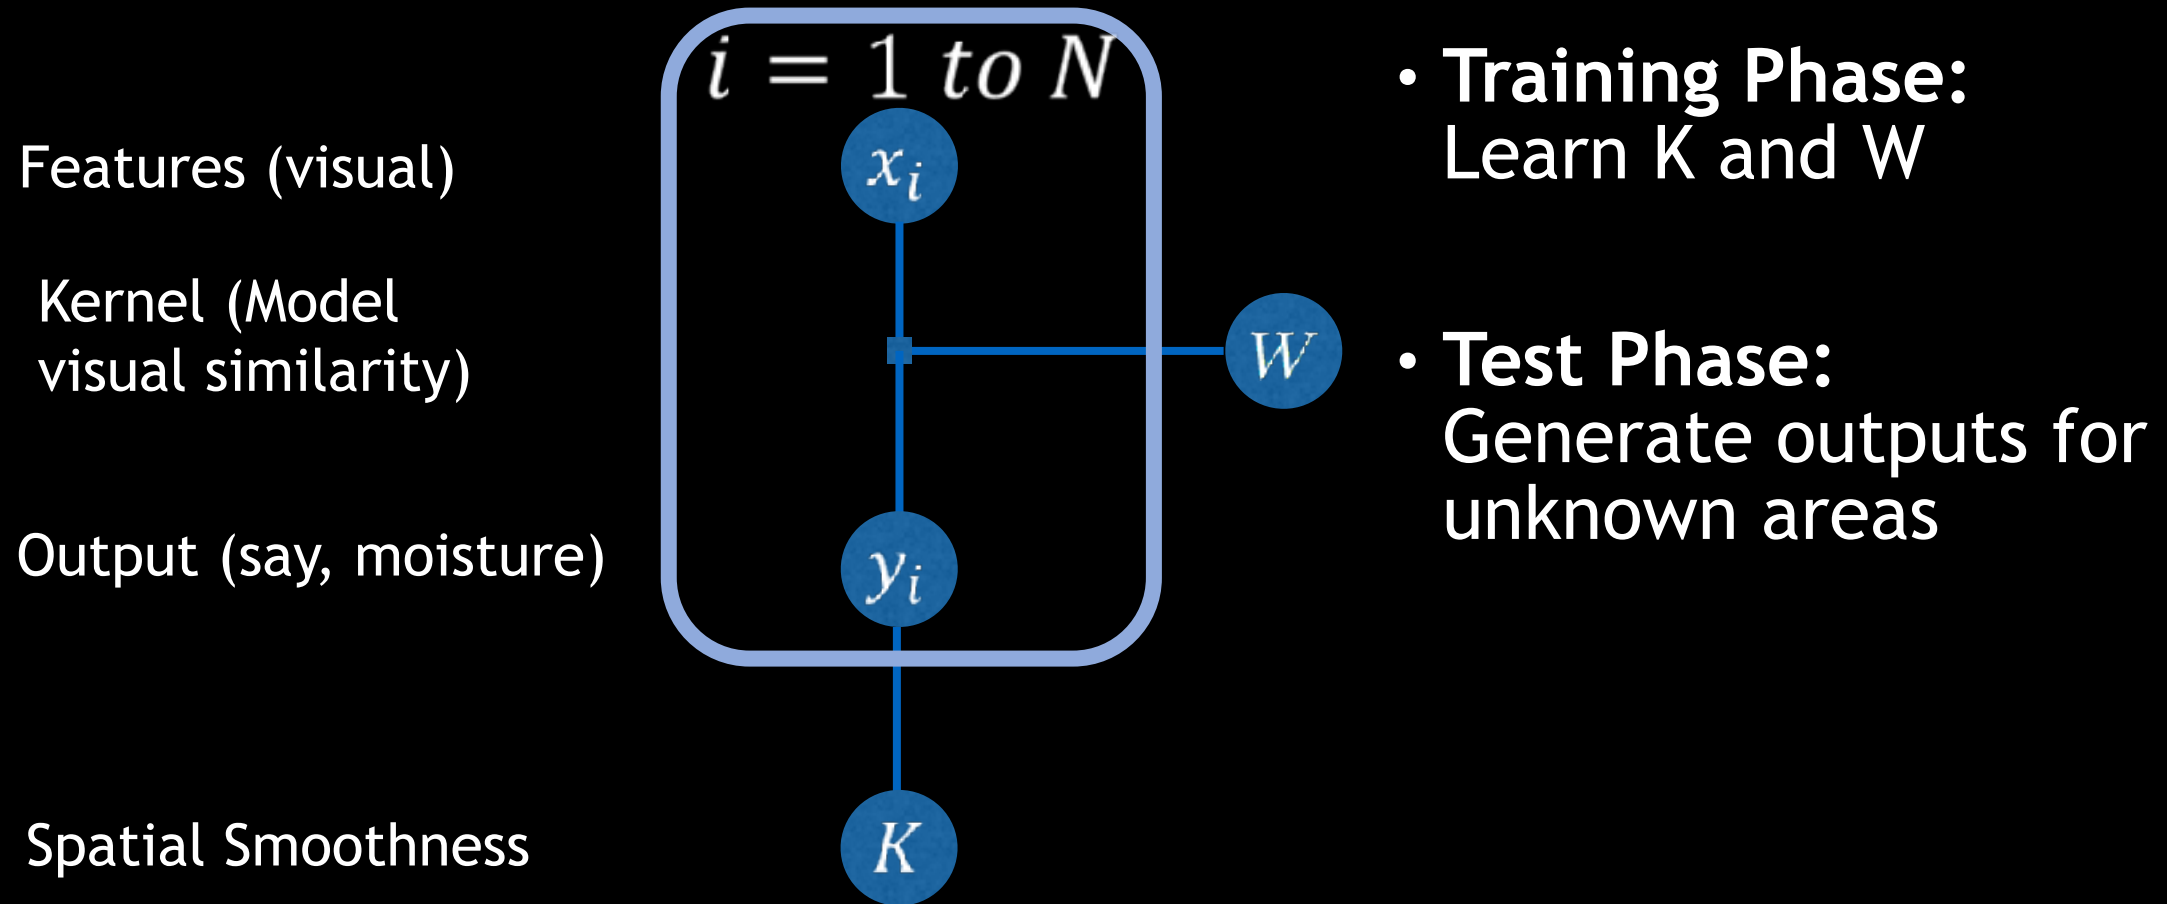 i = 1 to N
Features (visual)
x_i
Kernel (Model
visual similarity)
W
Output (say, moisture)
y_i
Spatial Smoothness
K
• Training Phase:
Learn K and W
• Test Phase:
Generate outputs for
unknown areas